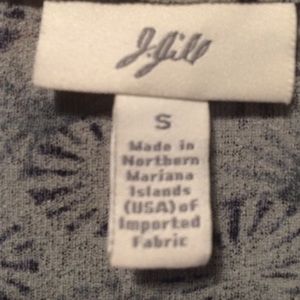 J.Jill
S
Made in
Northern
Mariana
Islands
(USA) of
Imported
Fabric